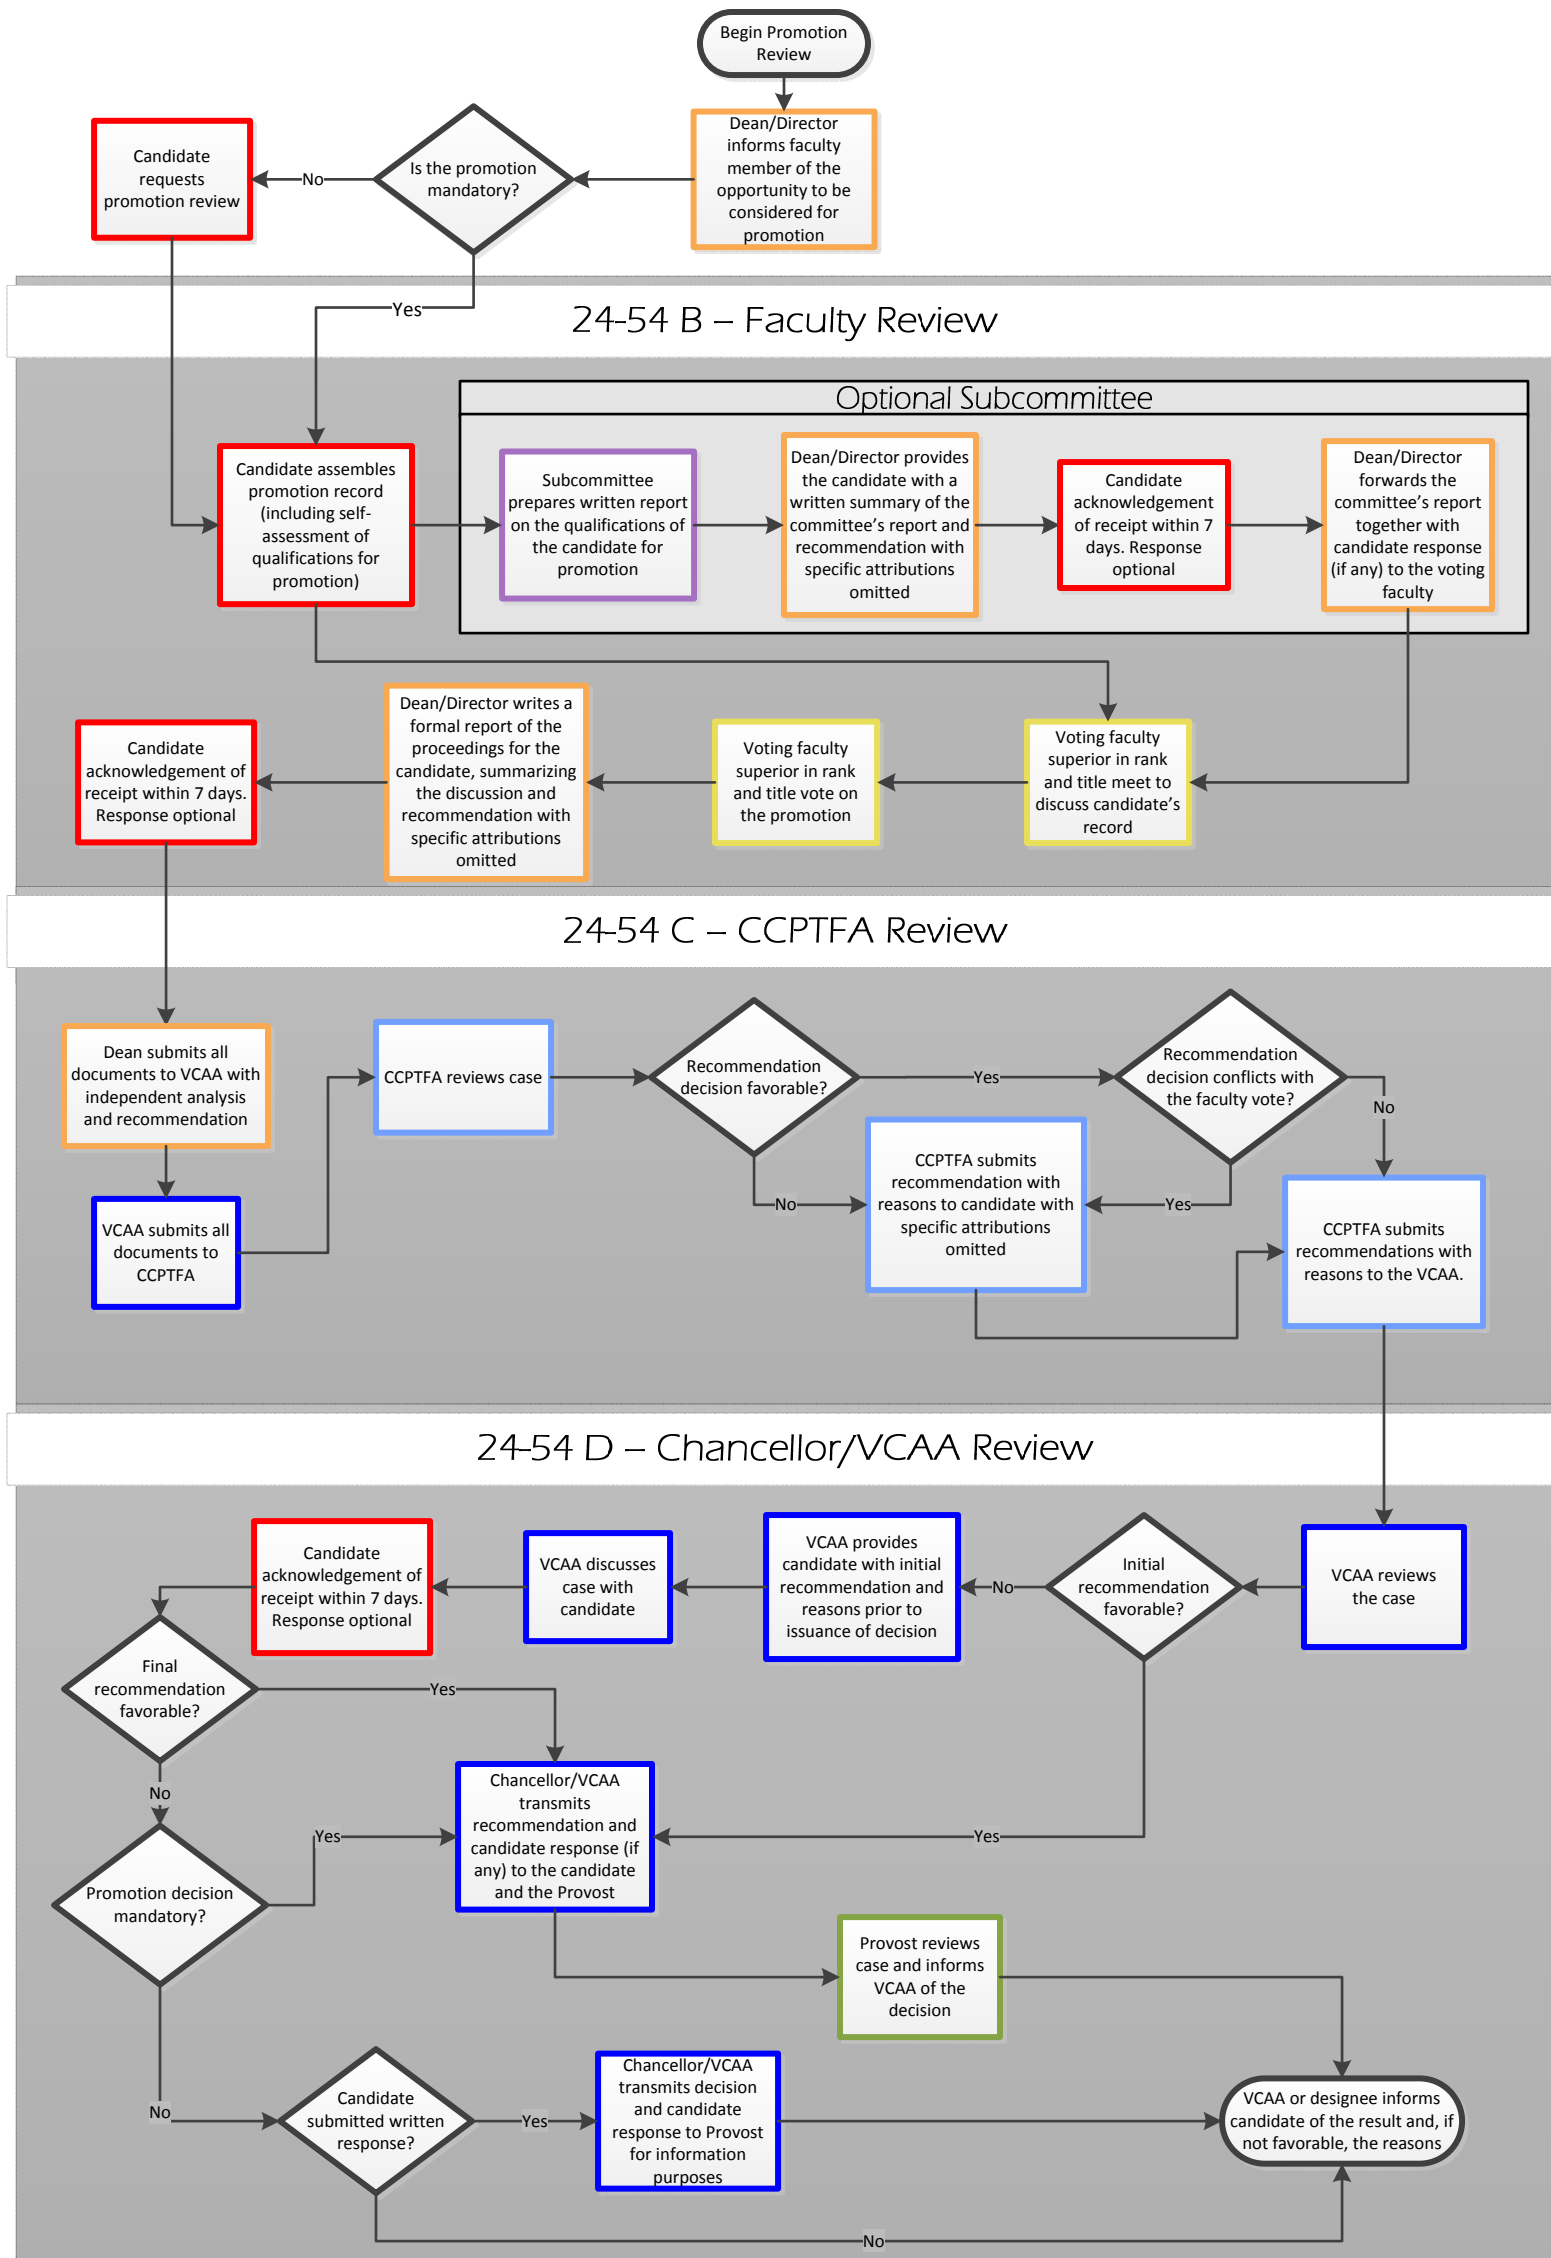 Begin Promotion
Review
Dean/Director
informs faculty
member of the
opportunity to be
considered for
promotion
Is the promotion
mandatory?
No
Candidate
requests
promotion review
Yes
24-54 B – Faculty Review
Optional Subcommittee
Candidate assembles
promotion record
(including self-
assessment of
qualifications for
promotion)
Subcommittee
prepares written report
on the qualifications of
the candidate for
promotion
Dean/Director provides
the candidate with a
written summary of the
committee’s report and
recommendation with
specific attributions
omitted
Candidate
acknowledgement
of receipt within 7
days. Response
optional
Dean/Director
forwards the
committee’s report
together with
candidate response
(if any) to the voting
faculty
Voting faculty
superior in rank
and title meet to
discuss candidate’s
record
Voting faculty
superior in rank
and title vote on
the promotion
Dean/Director writes a
formal report of the
proceedings for the
candidate, summarizing
the discussion and
recommendation with
specific attributions
omitted
Candidate
acknowledgement of
receipt within 7 days.
Response optional
24-54 C – CCPTFA Review
Dean submits all
documents to VCAA with
independent analysis
and recommendation
VCAA submits all
documents to
CCPTFA
CCPTFA reviews case
Recommendation
decision favorable?
Yes
No
Recommendation
decision conflicts with
the faculty vote?
No
Yes
CCPTFA submits
recommendation with
reasons to candidate with
specific attributions
omitted
CCPTFA submits
recommendations with
reasons to the VCAA.
24-54 D – Chancellor/VCAA Review
VCAA reviews
the case
Initial
recommendation
favorable?
No
Yes
VCAA provides
candidate with initial
recommendation and
reasons prior to
issuance of decision
VCAA discusses
case with
candidate
Candidate
acknowledgement of
receipt within 7 days.
Response optional
Final
recommendation
favorable?
Yes
No
Promotion decision
mandatory?
Yes
No
Chancellor/VCAA
transmits
recommendation and
candidate response (if
any) to the candidate
and the Provost
Provost reviews
case and informs
VCAA of the
decision
Candidate
submitted written
response?
Yes
No
Chancellor/VCAA
transmits decision
and candidate
response to Provost
for information
purposes
VCAA or designee informs
candidate of the result and, if
not favorable, the reasons